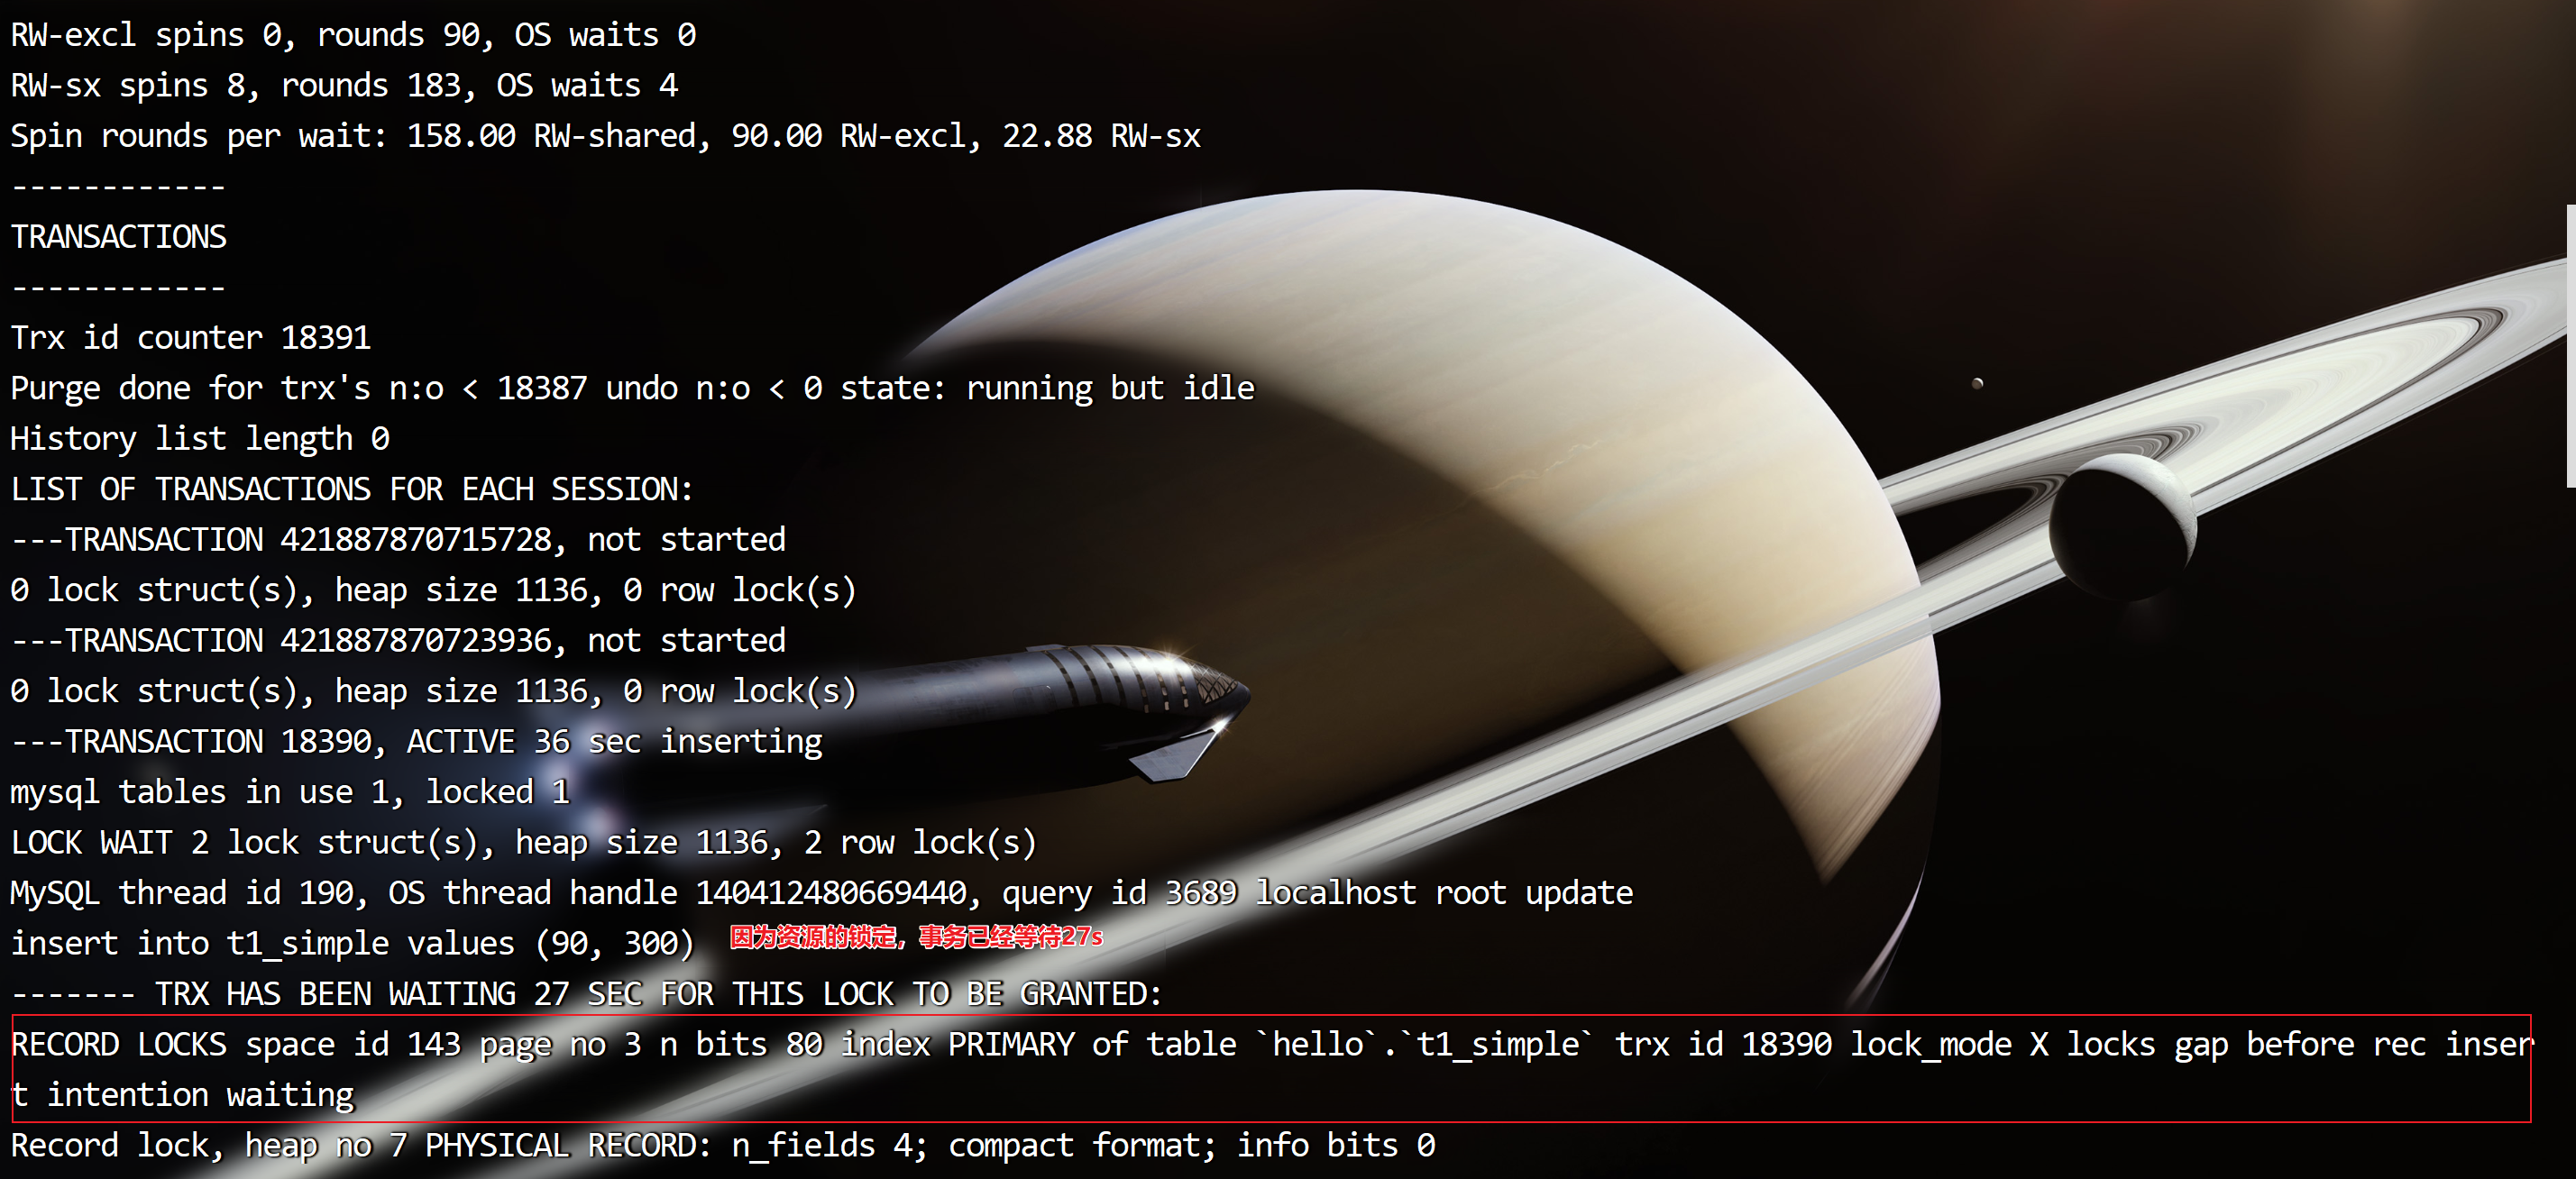 RW-excl spins 0, rounds 90, OS waits 0
RW-sx spins 8, rounds 183, OS waits 4
Spin rounds per wait: 158.00 RW-shared, 90.00 RW-excl, 22.88 RW-sx
------------
TRANSACTIONS
------------
Trx id counter 18391
Purge done for trx's n:o < 18387 undo n:o < 0 state: running but idle
History list length 0
LIST OF TRANSACTIONS FOR EACH SESSION:
---TRANSACTION 421887870715728, not started
0 lock struct(s), heap size 1136, 0 row lock(s)
---TRANSACTION 421887870723936, not started
0 lock struct(s), heap size 1136, 0 row lock(s)
---TRANSACTION 18390, ACTIVE 36 sec inserting
mysql tables in use 1, locked 1
LOCK WAIT 2 lock struct(s), heap size 1136, 2 row lock(s)
MySQL thread id 190, OS thread handle 140412480669440, query id 3689 localhost root update
insert into t1_simple values (90, 300) 因为资源的锁定，事务已经等待27s
------- TRX HAS BEEN WAITING 27 SEC FOR THIS LOCK TO BE GRANTED:
RECORD LOCKS space id 143 page no 3 n bits 80 index PRIMARY of table `hello`.`t1_simple` trx id 18390 lock_mode X locks gap before rec inser
t intention waiting
Record lock, heap no 7 PHYSICAL RECORD: n_fields 4; compact format; info bits 0